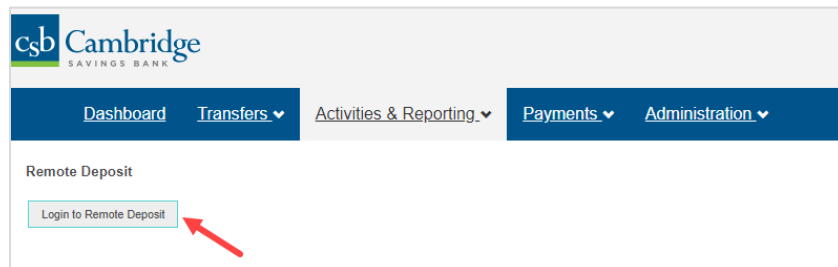 csb Cambridge
SAVINGS BANK
Dashboard Transfers Activities & Reporting Payments Administration
Remote Deposit
Login to Remote Deposit